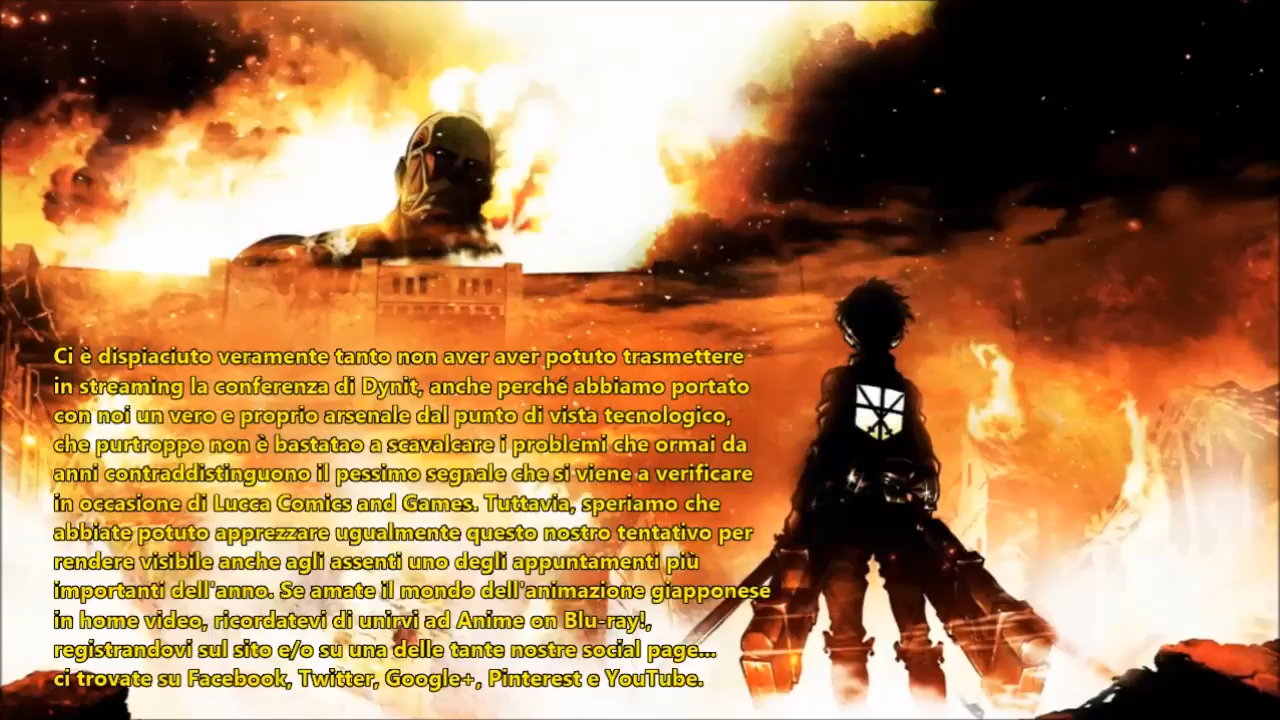 Ci è dispiaciuto veramente tanto non aver aver potuto trasmettere
in streaming la conferenza di Dynit, anche perché abbiamo portato
con noi un vero e proprio arsenale dal punto di vista tecnologico,
che purtroppo non è bastatao a scavalcare i problemi che ormai da
anni contraddistinguono il pessimo segnale che si viene a verificare
in occasione di Lucca Comics and Games. Tuttavia, speriamo che
abbiate potuto apprezzare ugualmente questo nostro tentativo per
rendere visibile anche agli assenti uno degli appuntamenti più
importanti dell'anno. Se amate il mondo dell'animazione giapponese
in home video, ricordatevi di unirvi ad Anime on Blu-ray!,
registrandovi sul sito e/o su una delle tante nostre social page...
ci trovate su Facebook, Twitter, Google+, Pinterest e YouTube.